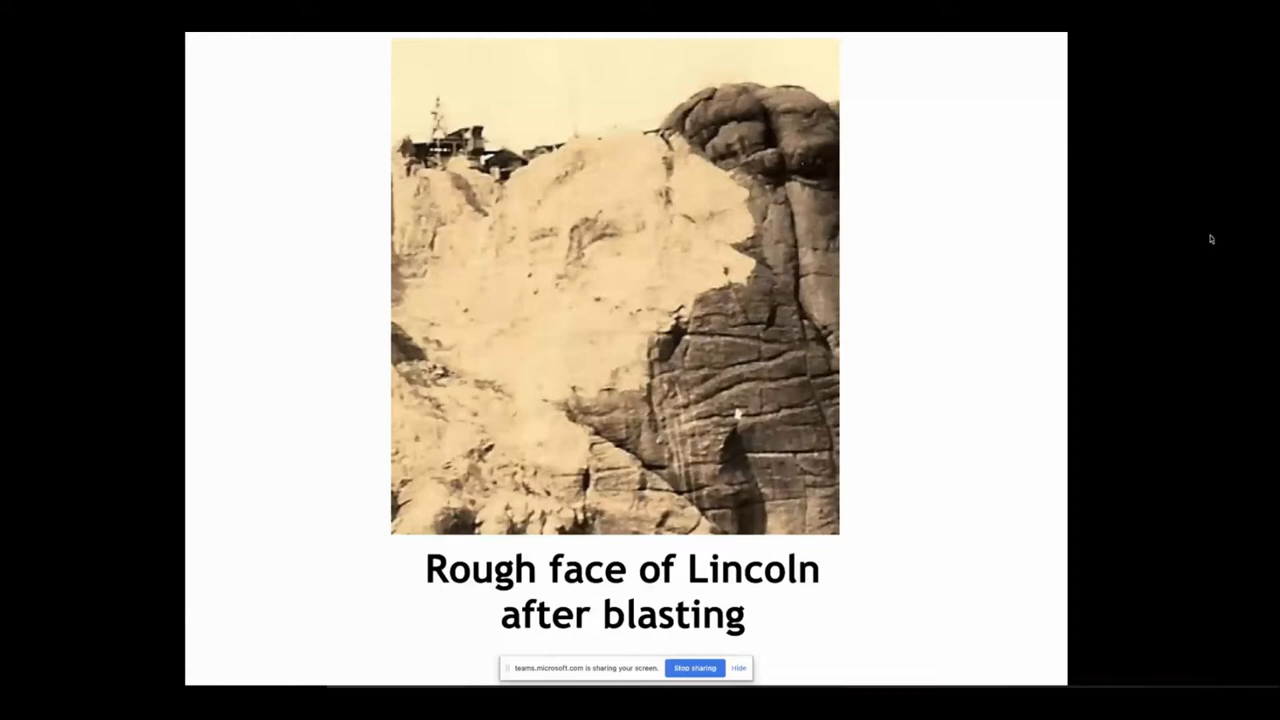 Rough face of Lincoln
after blasting
teams.microsoft.com is sharing your screen. Stop sharing Hide